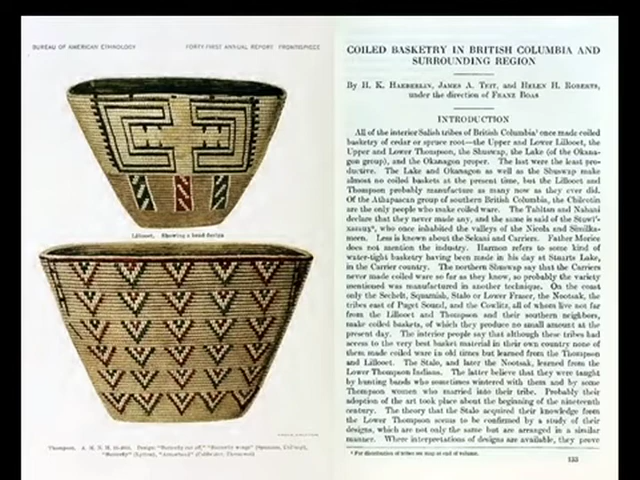 BUREAU OF AMERICAN ETHNOLOGY
FORTY-FIRST ANNUAL REPORT FRONTISPIECE
Lillooet. Showing a head design
Thompson.
COILED BASKETRY IN BRITISH COLUMBIA AND
SURROUNDING REGION
By H. K. Haeberlin, James A. Teit, and Helen H. Roberts,
under the direction of Franz Boas
INTRODUCTION
All of the interior Salish tribes of British Columbia¹ once made coiled
basketry of cedar or spruce root—the Upper and Lower Lillooet, the
Upper and Lower Thompson, the Shuswap, the Lake (of the Okana-
gon group), and the Okanagon proper. The last were the least pro-
ductive. The Lake and Okanagon as well as the Shuswap make
almost no coiled baskets at the present time, but the Lillooet and
Thompson probably manufacture as many now as they ever did.
Of the Athapascan group of southern British Columbia, the Chilcotin
are the only people who make coiled ware. The Tahltan and Nahani
declare that they never made any, and the same is said of the
who once inhabited the valleys of the Nicola and Similka-
meen. Less is known about the Sekani and Carriers. Father Morice
does not mention the industry. Harmon refers to some kind of
water-tight basketry having been made in his day at Stuarts Lake,
in the Carrier country. The northern Shuswap say that the Carriers
never made coiled ware so far as they know, so probably the variety
mentioned was manufactured in another technique. On the coast
only the Sechelt, Squamish, Stalo or Lower Fraser, the Nootsak, the
tribes east of Puget Sound, and the Cowlitz, all of whom live not far
from the Lillooet and Thompson and their southern neighbors,
make coiled baskets, of which they produce no small amount at the
present day. The interior people say that although these tribes had
access to the very best basket material in their own country none of
them made coiled ware in old times but learned from the Thompson
and Lillooet. The Stalo, and later the Nootsak, learned from the
Lower Thompson Indians. The latter believe that they were taught
by hunting bands who sometimes wintered with them and by some
Thompson women who married into their tribe. Probably their
adoption of the art took place about the beginning of the nineteenth
century. The theory that the Stalo acquired their knowledge from
the Lower Thompson seems to be confirmed by a study of their
designs, which are not only the same but are arranged in a similar
manner. Where interpretations of designs are available, they prove
¹ For distribution of tribes see map at end of volume.
133